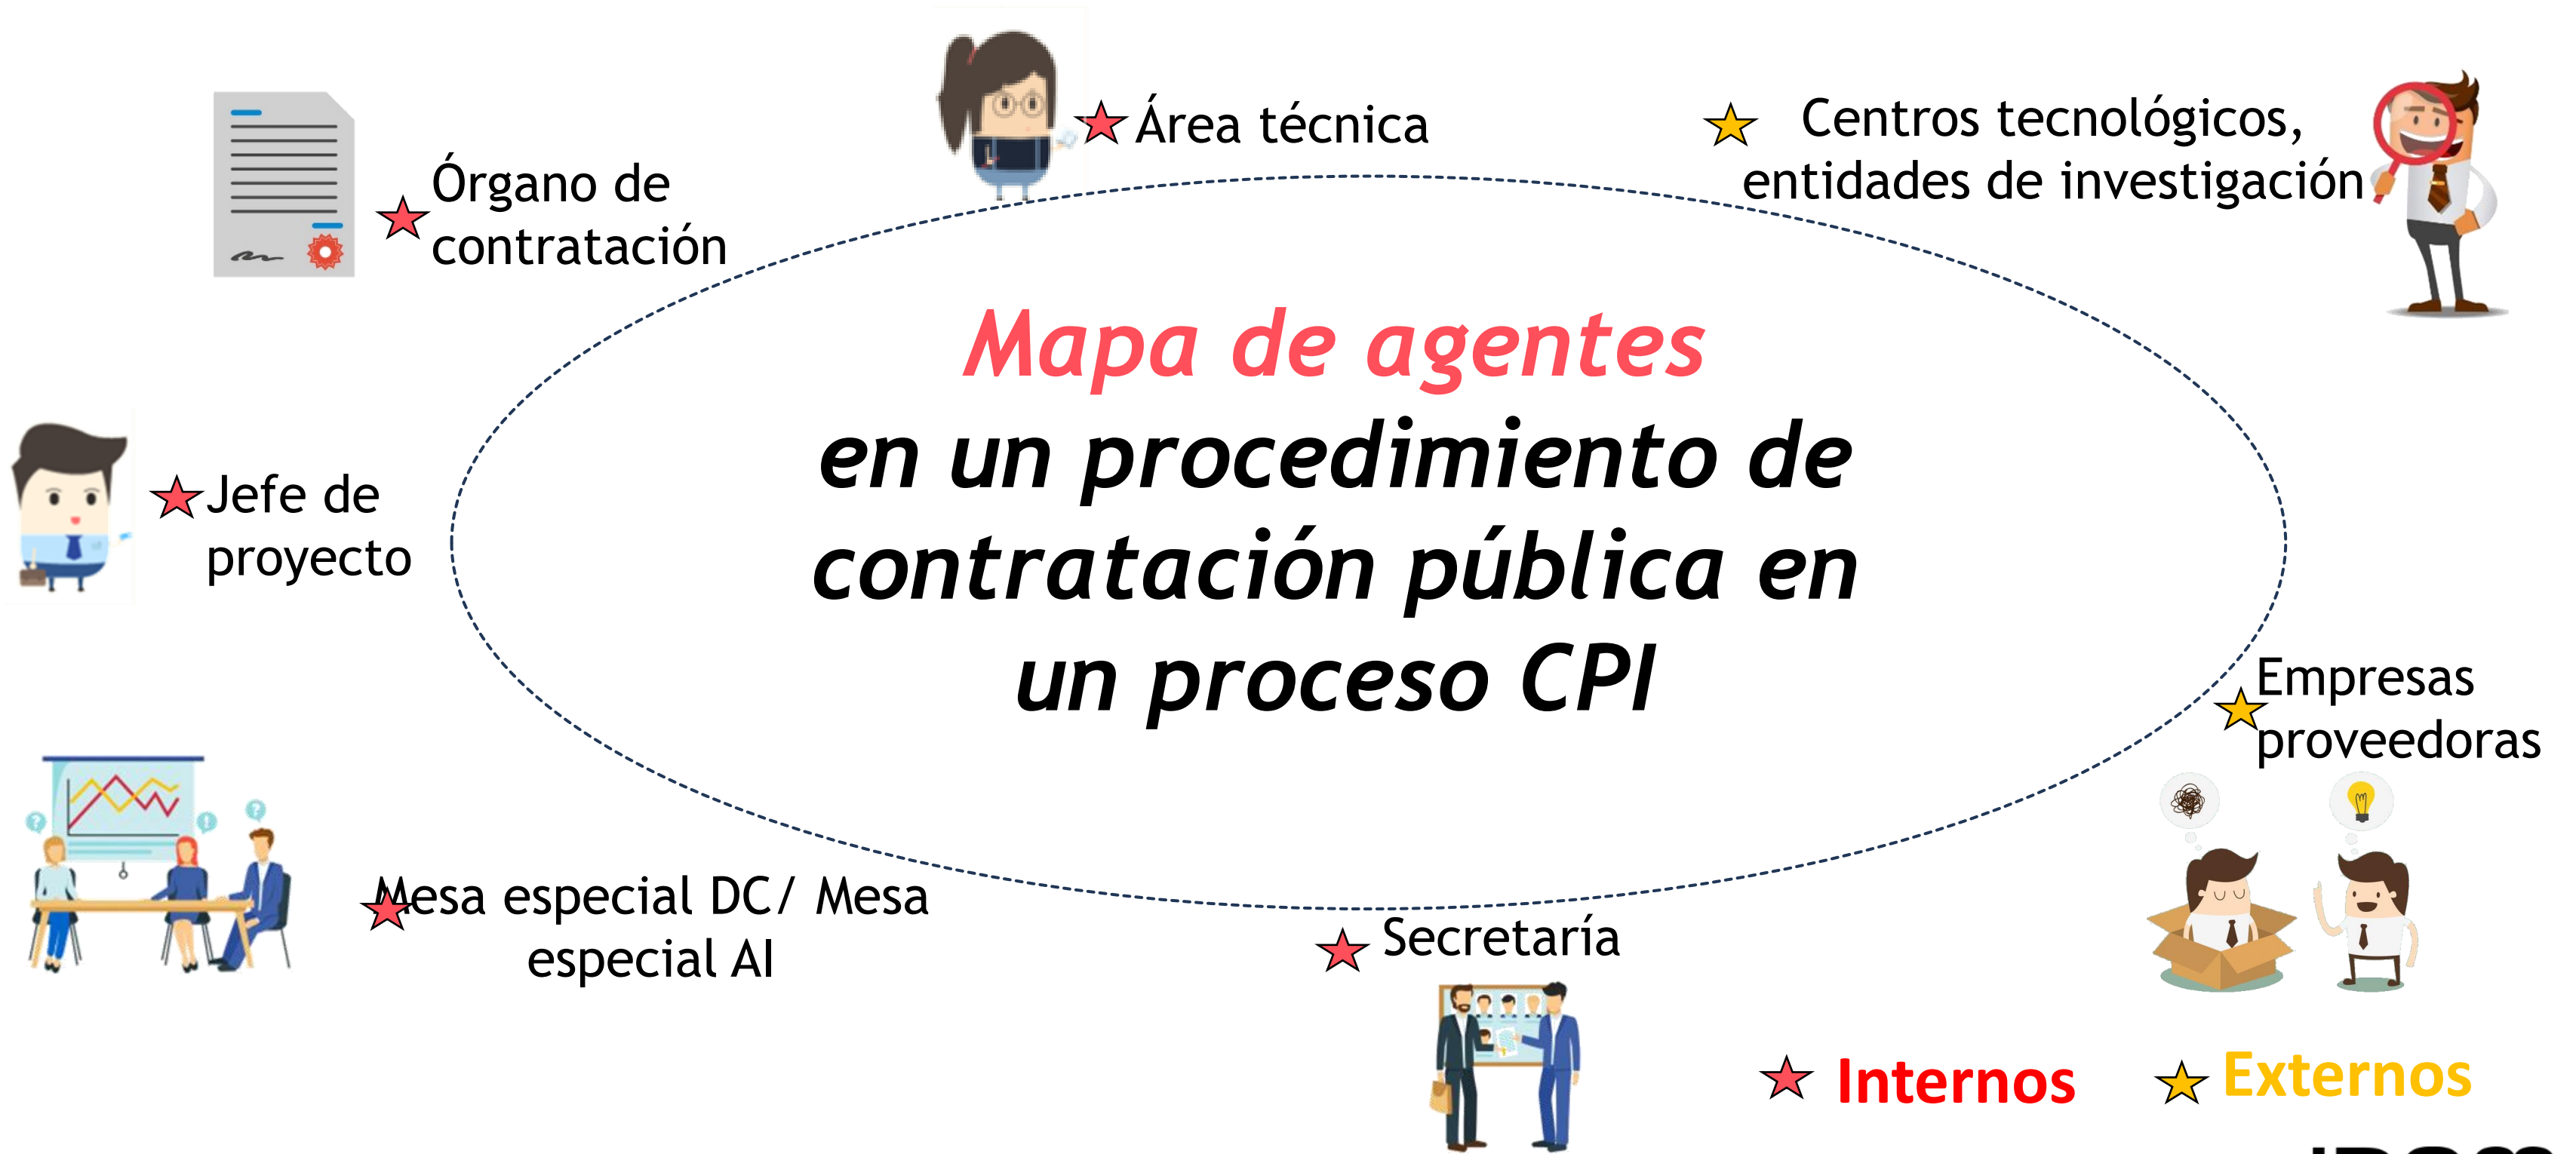 Área técnica
Centros tecnológicos,
entidades de investigación
Órgano de
contratación
Mapa de agentes
en un procedimiento de
contratación pública en
un proceso CPI
Jefe de
proyecto
Empresas
proveedoras
Mesa especial DC/ Mesa
especial AI
Secretaría
Internos
Externos